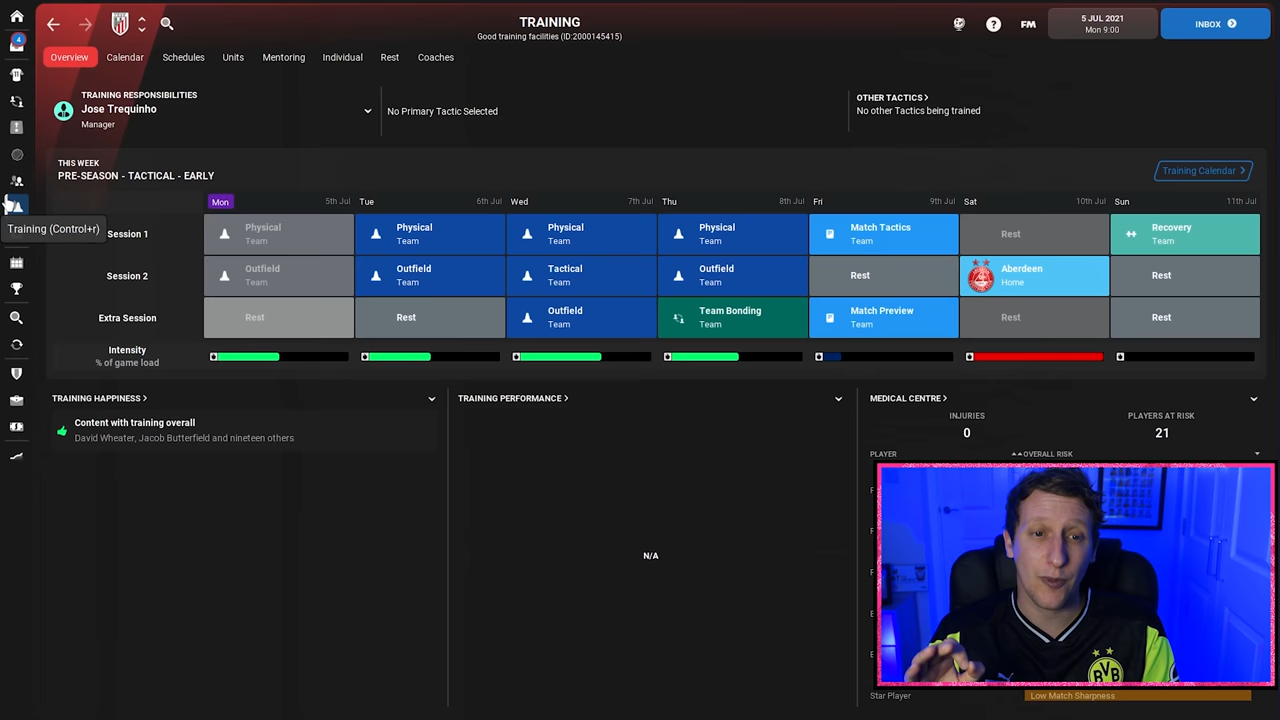 TRAINING
Good training facilities (ID:2000145415)
4
FM
5 JUL 2021
Mon 9:00
INBOX
Overview
Calendar
Schedules
Units
Mentoring
Individual
Rest
Coaches
TRAINING RESPONSIBILITIES
Jose Trequinho
Manager
No Primary Tactic Selected
OTHER TACTICS
No other Tactics being trained
THIS WEEK
PRE-SEASON - TACTICAL - EARLY
Training Calendar
Mon 5th Jul
Tue 6th Jul
Wed 7th Jul
Thu 8th Jul
Fri 9th Jul
Sat 10th Jul
Sun 11th Jul
Training (Control+r)
Session 1
Physical
Team
Physical
Team
Physical
Team
Physical
Team
Match Tactics
Team
Rest
Recovery
Team
Session 2
Outfield
Team
Outfield
Team
Tactical
Team
Outfield
Team
Rest
Aberdeen
Home
Rest
Extra Session
Rest
Rest
Outfield
Team
Team Bonding
Team
Match Preview
Team
Rest
Rest
Intensity
% of game load
TRAINING HAPPINESS
Content with training overall
David Wheater, Jacob Butterfield and nineteen others
TRAINING PERFORMANCE
N/A
MEDICAL CENTRE
INJURIES
0
PLAYERS AT RISK
21
PLAYER
OVERALL RISK
BVB
09
Star Player
Low Match Sharpness